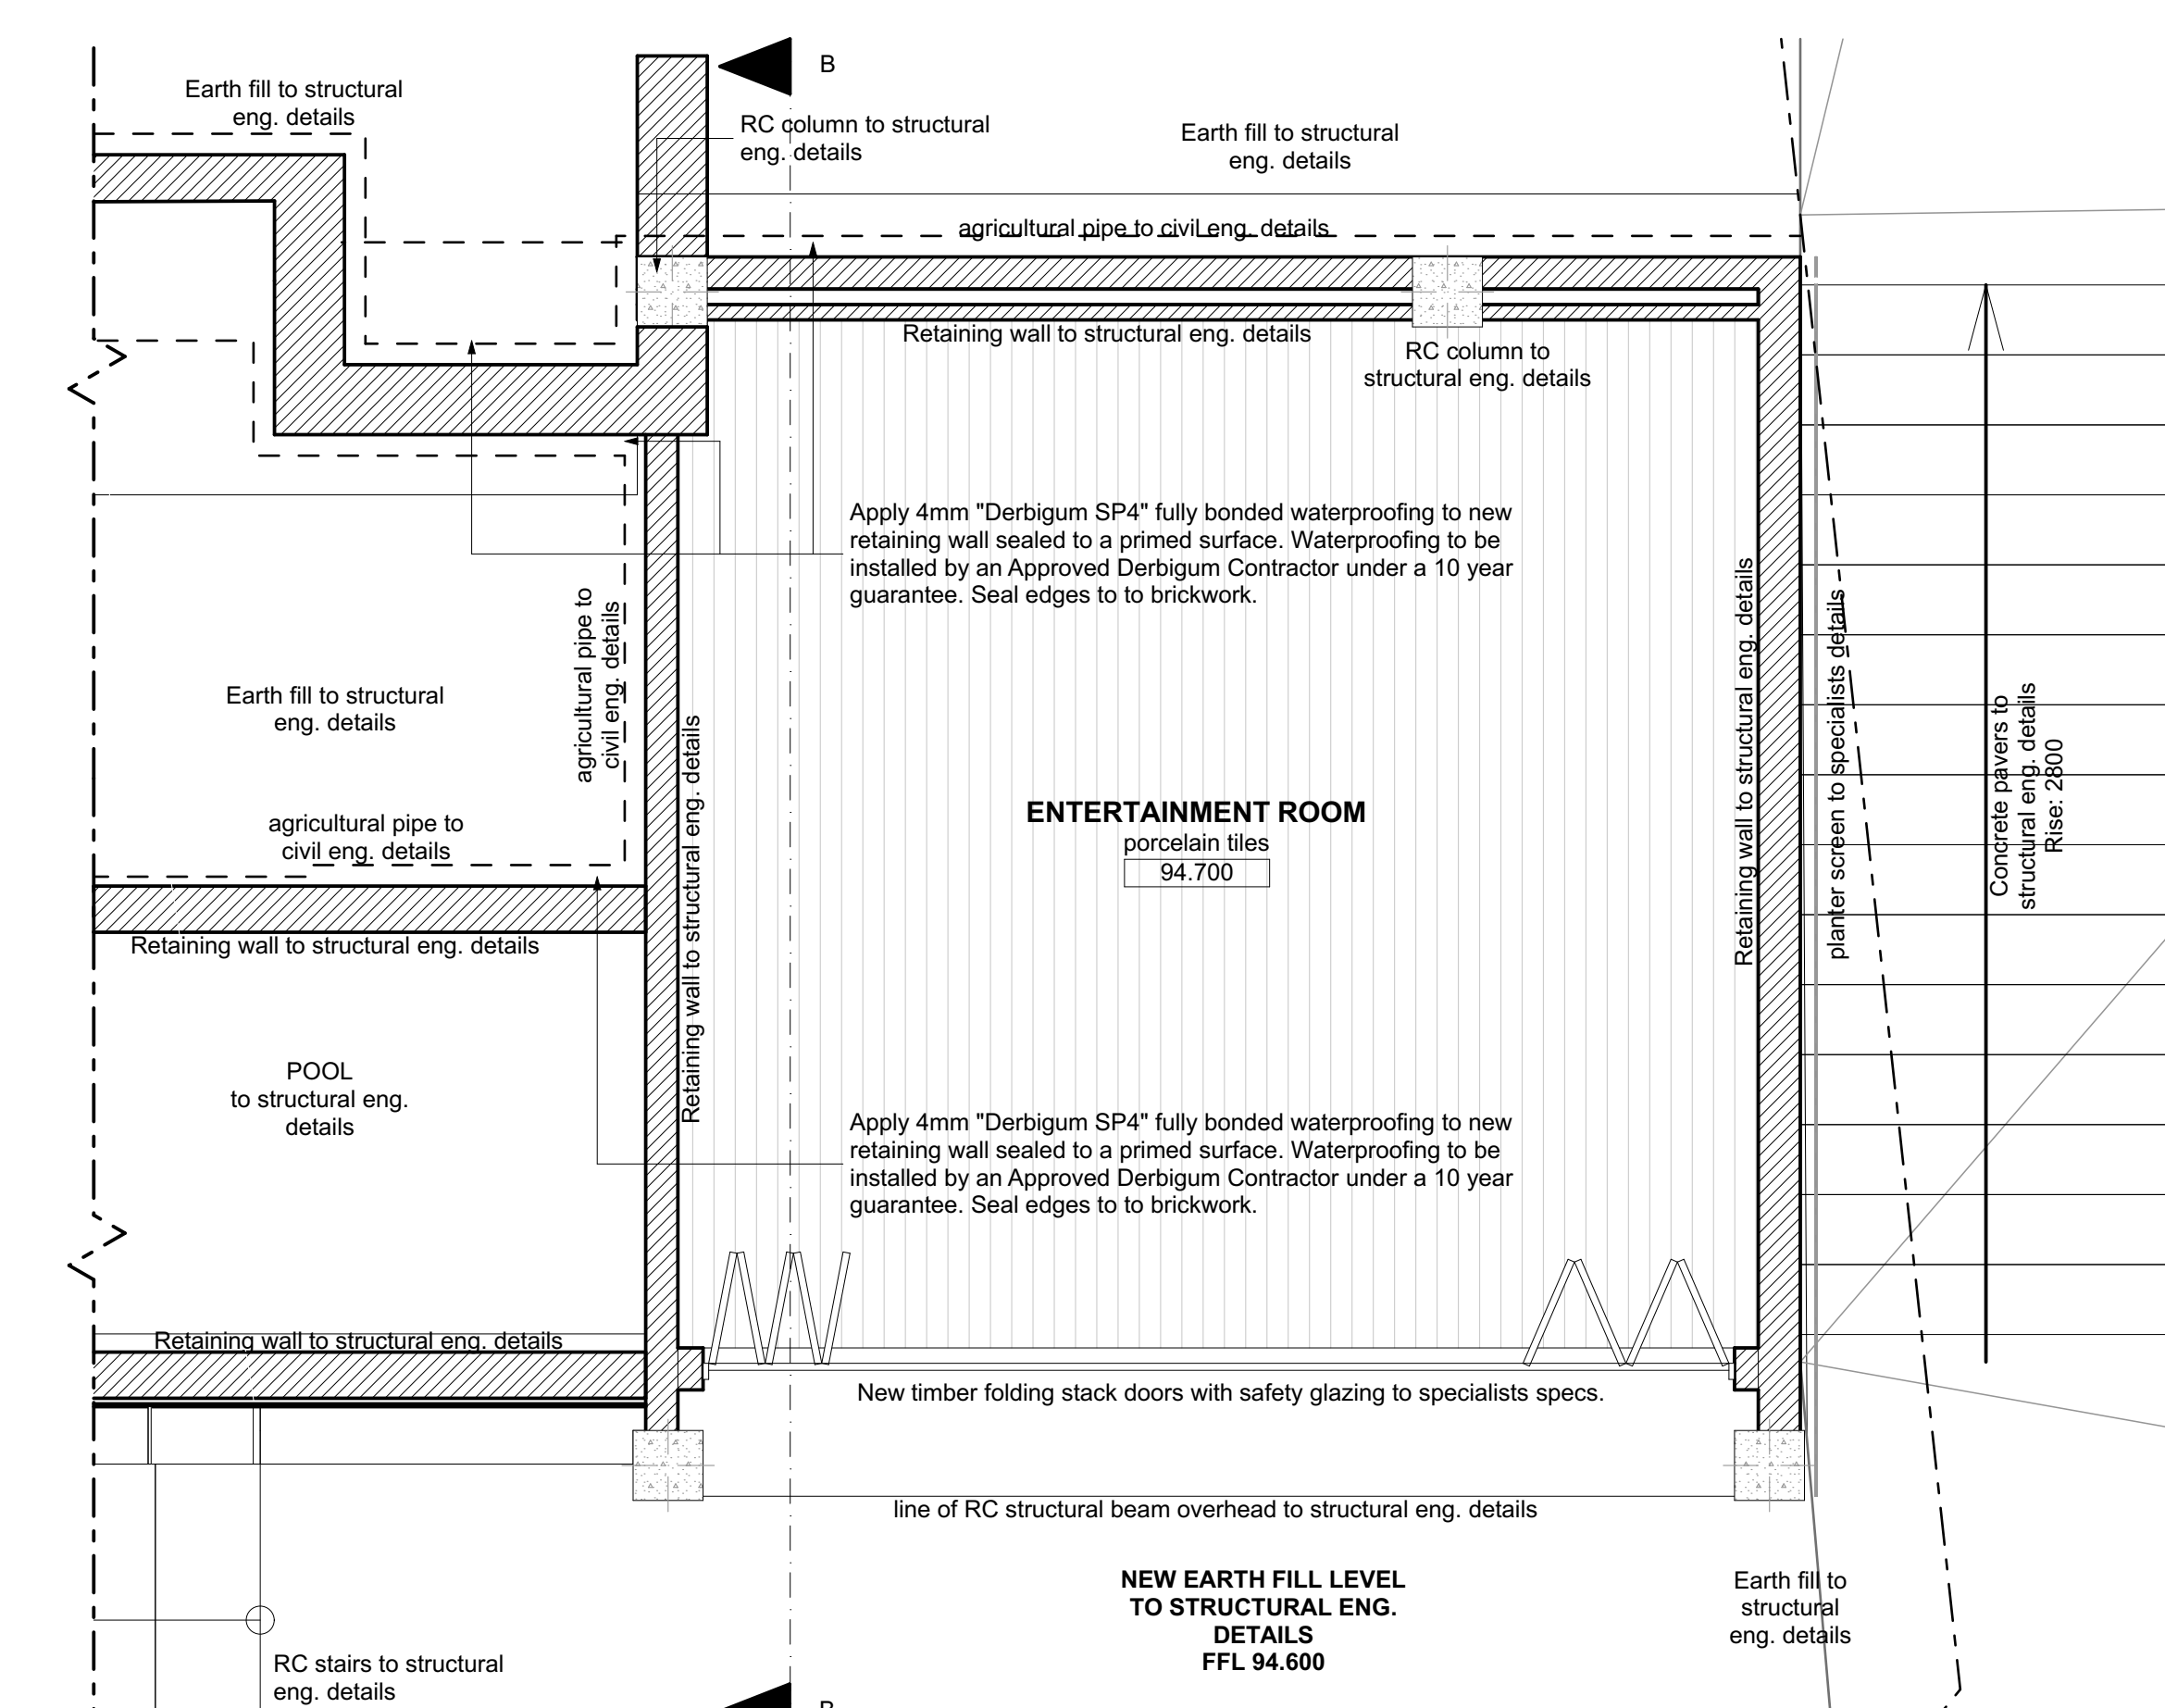 B
Earth fill to structural
eng. details
RC column to structural
eng. details
Earth fill to structural
eng. details
agricultural pipe to civil eng. details
Retaining wall to structural eng. details
RC column to
structural eng. details
Apply 4mm "Derbigum SP4" fully bonded waterproofing to new
retaining wall sealed to a primed surface. Waterproofing to be
installed by an Approved Derbigum Contractor under a 10 year
guarantee. Seal edges to to brickwork.
agricultural pipe to
civil eng. details
Earth fill to structural
eng. details
agricultural pipe to
civil eng. details
Retaining wall to structural eng. details
ENTERTAINMENT ROOM
porcelain tiles
94.700
Retaining wall to structural eng. details
planter screen to specialists details
Concrete pavers to
structural eng. details
Rise: 2800
Retaining wall to structural eng. details
POOL
to structural eng.
details
Apply 4mm "Derbigum SP4" fully bonded waterproofing to new
retaining wall sealed to a primed surface. Waterproofing to be
installed by an Approved Derbigum Contractor under a 10 year
guarantee. Seal edges to to brickwork.
Retaining wall to structural eng. details
New timber folding stack doors with safety glazing to specialists specs.
line of RC structural beam overhead to structural eng. details
NEW EARTH FILL LEVEL
TO STRUCTURAL ENG.
DETAILS
FFL 94.600
Earth fill to
structural
eng. details
RC stairs to structural
eng. details